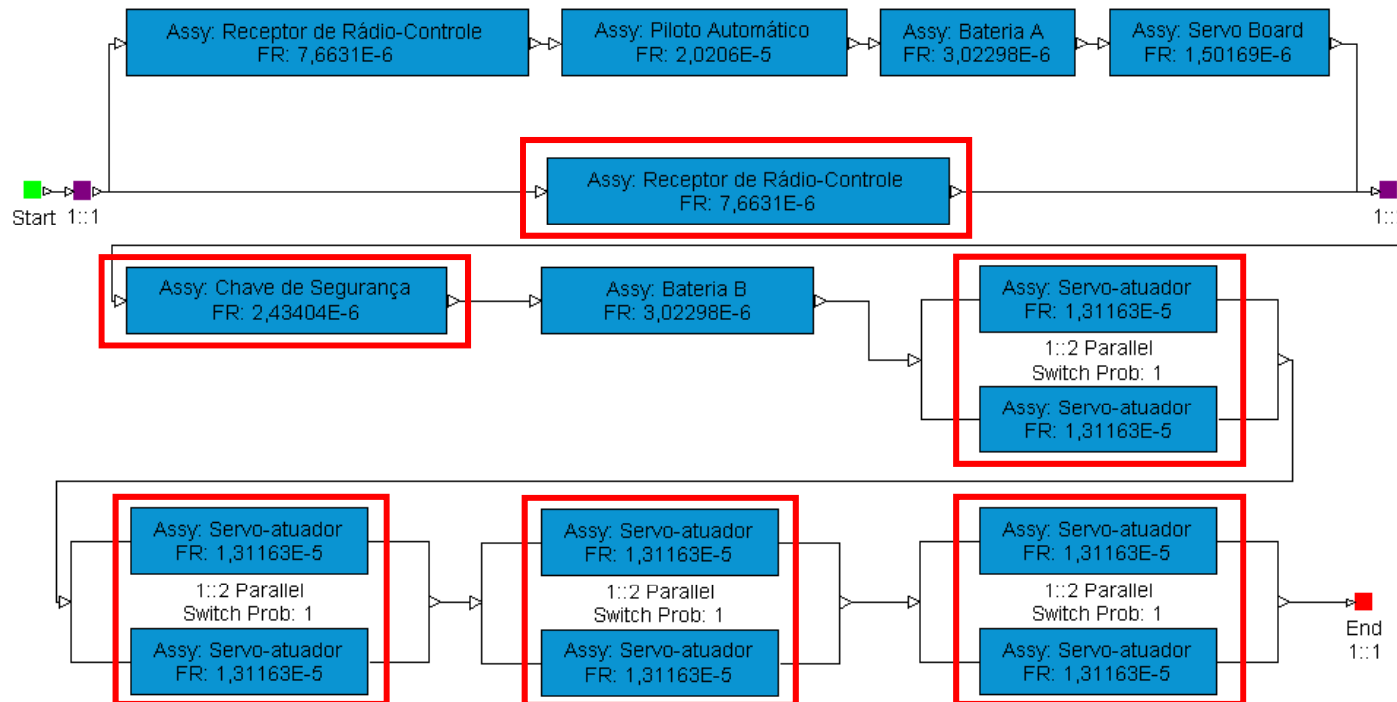 Assy: Receptor de Rádio-Controle
FR: 7,6631E-6
Assy: Piloto Automático
FR: 2,0206E-5
Assy: Bateria A
FR: 3,02298E-6
Assy: Servo Board
FR: 1,50169E-6
Assy: Receptor de Rádio-Controle
FR: 7,6631E-6
Start
1::1
1::
Assy: Chave de Segurança
FR: 2,43404E-6
Assy: Bateria B
FR: 3,02298E-6
Assy: Servo-atuador
FR: 1,31163E-5
1::2 Parallel
Switch Prob: 1
Assy: Servo-atuador
FR: 1,31163E-5
Assy: Servo-atuador
FR: 1,31163E-5
1::2 Parallel
Switch Prob: 1
Assy: Servo-atuador
FR: 1,31163E-5
Assy: Servo-atuador
FR: 1,31163E-5
1::2 Parallel
Switch Prob: 1
Assy: Servo-atuador
FR: 1,31163E-5
Assy: Servo-atuador
FR: 1,31163E-5
1::2 Parallel
Switch Prob: 1
Assy: Servo-atuador
FR: 1,31163E-5
End
1::1